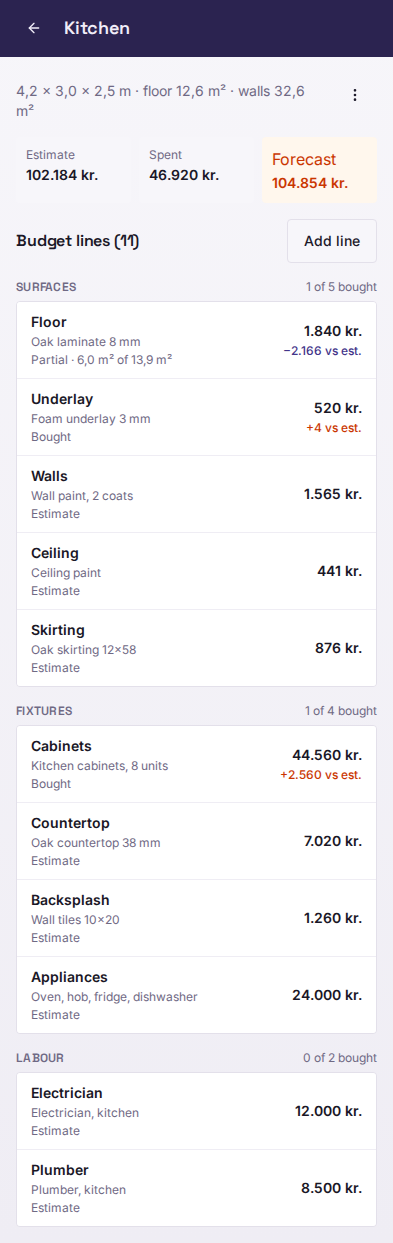 Kitchen
4,2 × 3,0 × 2,5 m · floor 12,6 m² · walls 32,6
m²
Estimate
102.184 kr.
Spent
46.920 kr.
Forecast
104.854 kr.
Budget lines (11)
Add line
SURFACES
1 of 5 bought
Floor
Oak laminate 8 mm
Partial · 6,0 m² of 13,9 m²
1.840 kr.
−2.166 vs est.
Underlay
Foam underlay 3 mm
Bought
520 kr.
+4 vs est.
Walls
Wall paint, 2 coats
Estimate
1.565 kr.
Ceiling
Ceiling paint
Estimate
441 kr.
Skirting
Oak skirting 12×58
Estimate
876 kr.
FIXTURES
1 of 4 bought
Cabinets
Kitchen cabinets, 8 units
Bought
44.560 kr.
+2.560 vs est.
Countertop
Oak countertop 38 mm
Estimate
7.020 kr.
Backsplash
Wall tiles 10×20
Estimate
1.260 kr.
Appliances
Oven, hob, fridge, dishwasher
Estimate
24.000 kr.
LABOUR
0 of 2 bought
Electrician
Electrician, kitchen
Estimate
12.000 kr.
Plumber
Plumber, kitchen
Estimate
8.500 kr.